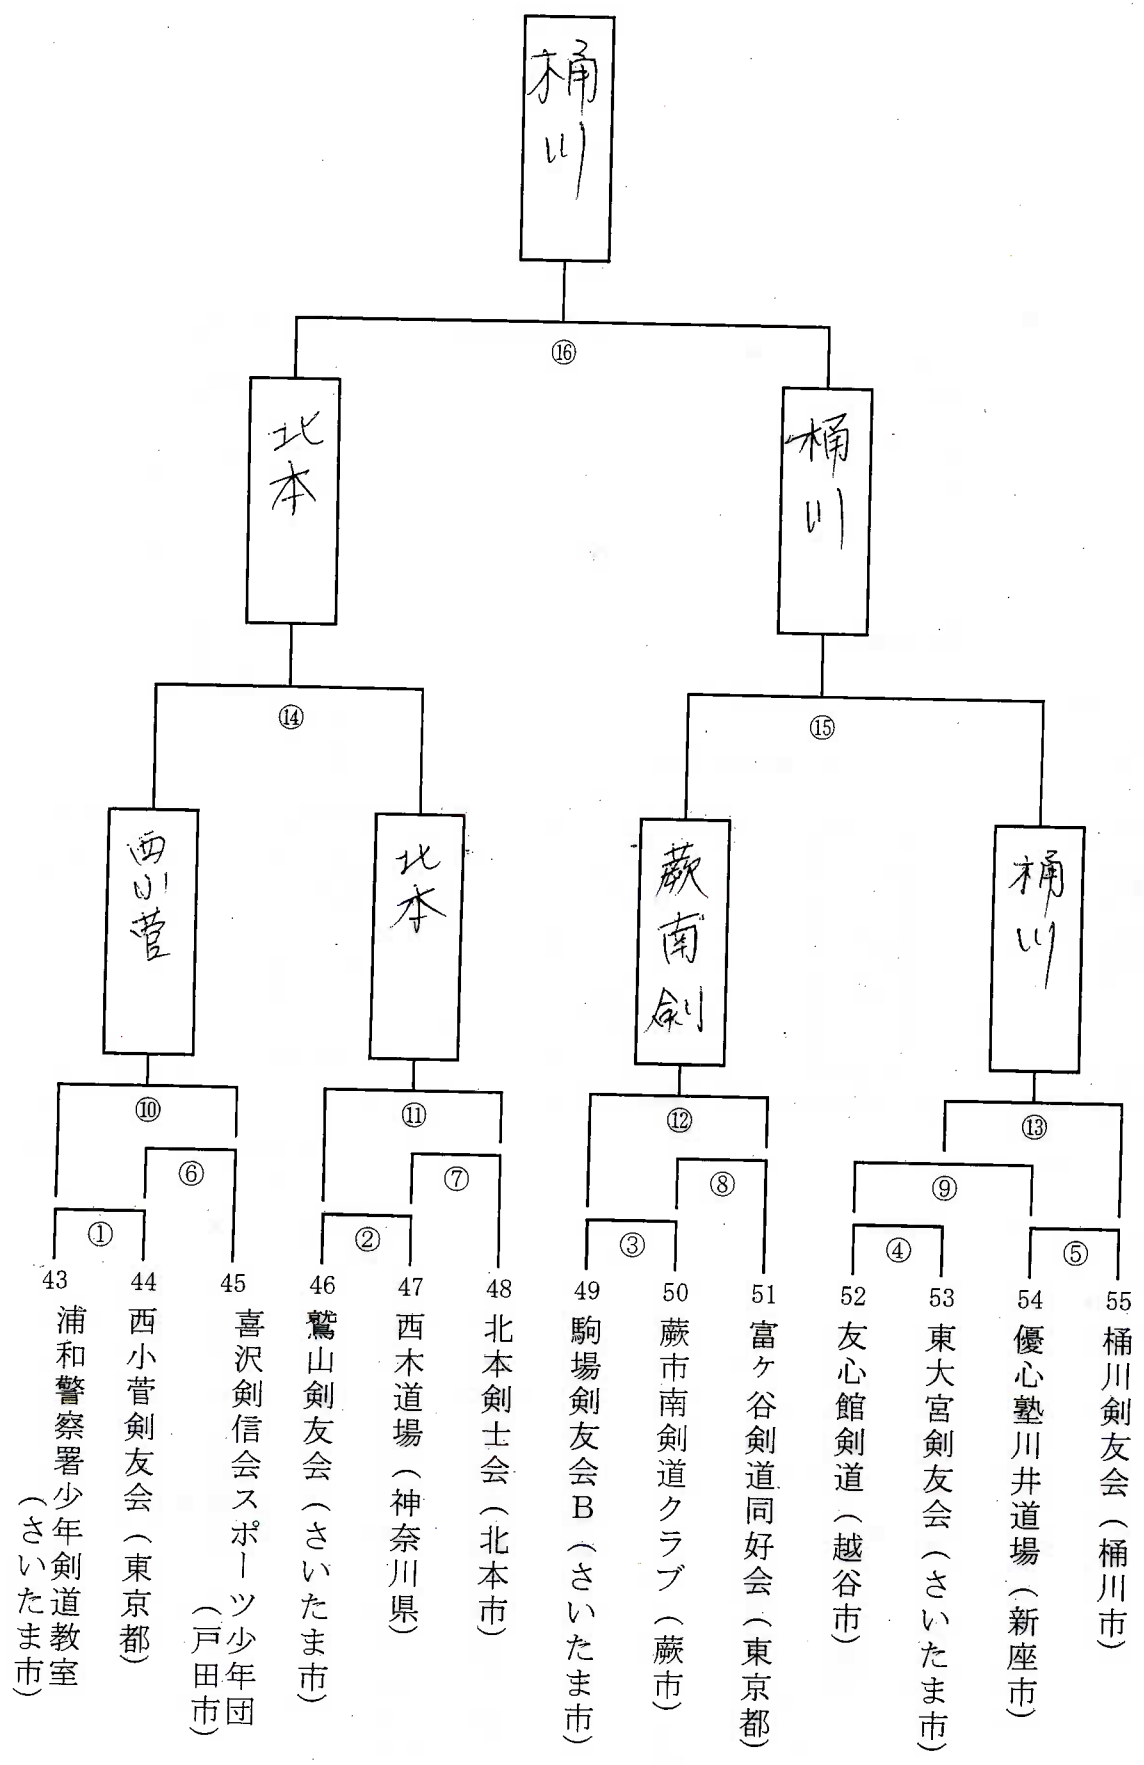 桶川
⑯
北本
桶川
⑭
⑮
西小菅
北本
蕨南剣
桶川
⑩
⑪
⑫
⑬
⑥
⑦
⑧
⑨
①
②
③
④
⑤
43
浦和警察署少年剣道教室
（さいたま市）
44
西小菅剣友会（東京都）
45
喜沢剣信会スポーツ少年団
（戸田市）
46
鷲山剣友会（さいたま市）
47
西木道場（神奈川県）
48
北本剣士会（北本市）
49
駒場剣友会B（さいたま市）
50
蕨市南剣道クラブ（蕨市）
51
富ヶ谷剣道同好会（東京都）
52
友心館剣道（越谷市）
53
東大宮剣友会（さいたま市）
54
優心塾川井道場（新座市）
55
桶川剣友会（桶川市）